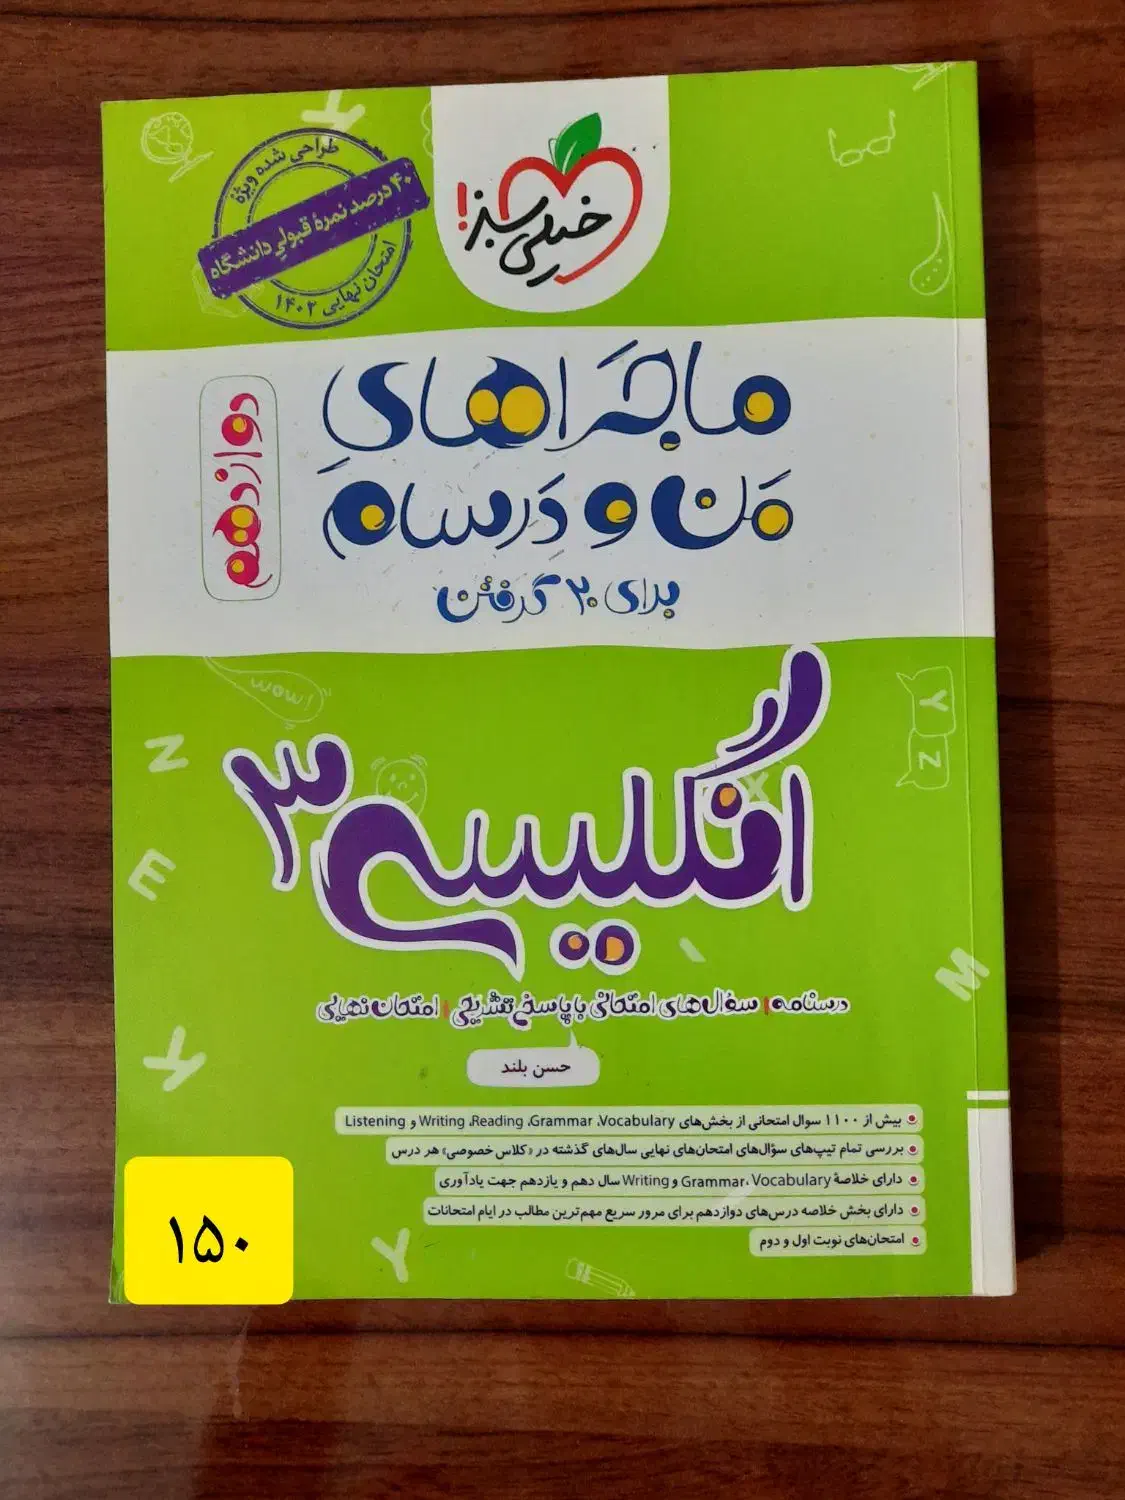 خیلی سبز!
طراحی شده ویژۀ
۴۰ درصد نمرۀ قبولی دانشگاه
امتحان نهایی ۱۴۰۲
ماجراهای
من و درسام
برای ۲۰ گرفتن
دوازدهم
انگلیسی ۳
درسنامه | سؤال‌های امتحانی با پاسخ تشریحی | امتحان نهایی
حسن بلند
بیش از ۱۱۰۰ سوال امتحانی از بخش‌های Vocabulary، Grammar، Reading، Writing و Listening
بررسی تمام تیپ‌های سؤال‌های امتحان‌های نهایی سال‌های گذشته در «کلاس خصوصی» هر درس
دارای خلاصۀ Vocabulary، Grammar و Writing سال دهم و یازدهم جهت یادآوری
دارای بخش خلاصه درس‌های دوازدهم برای مرور سریع مهم‌ترین مطالب در ایام امتحانات
امتحان‌های نوبت اول و دوم
۱۵۰
wow!
Y
Z
Z
E
M
Y
X